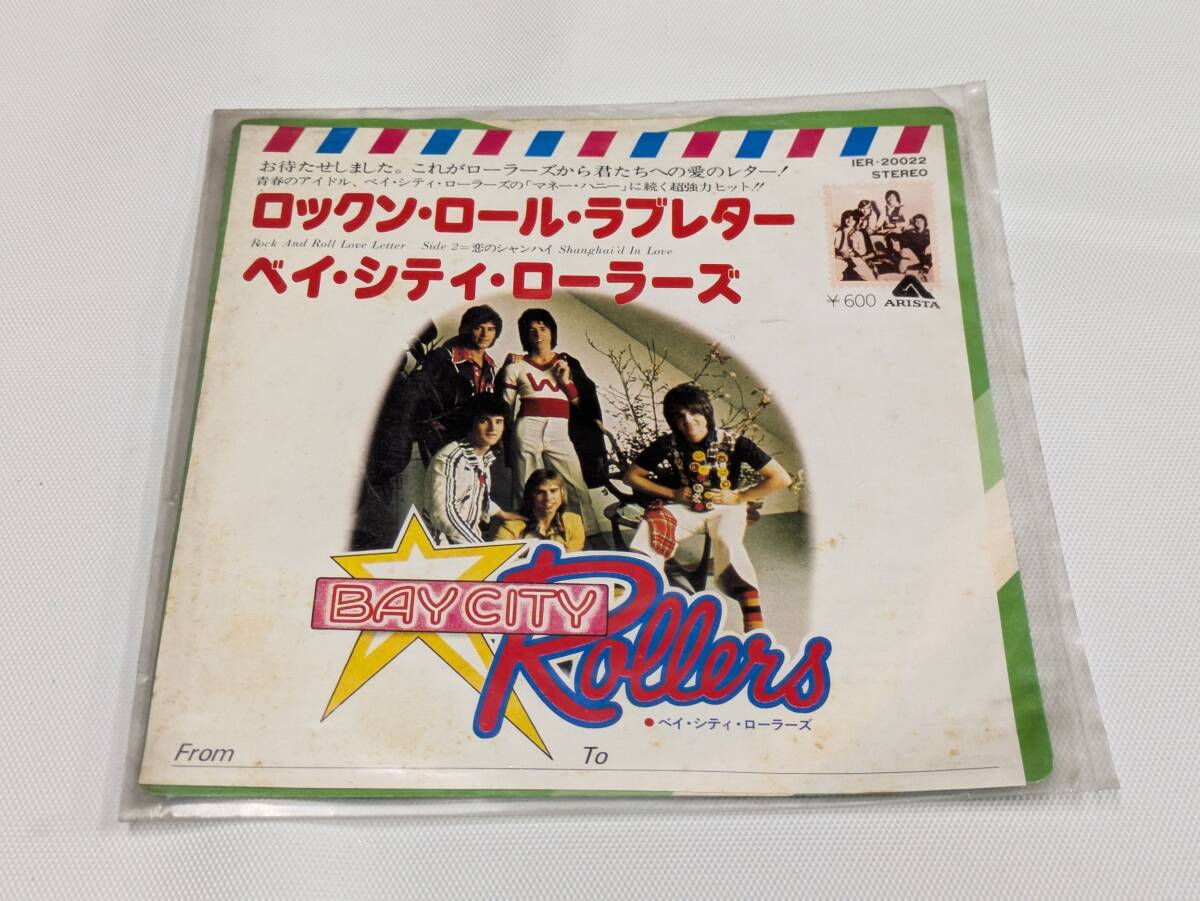 お待たせしました。これがローラーズから君たちへの愛のレター!
青春のアイドル、ベイ・シティ・ローラーズの「マネー・ハニー」に続く超強力ヒット!!
ロックン・ロール・ラブレター
Rock And Roll Love Letter Side 2=恋のシャンハイ Shanghai'd In Love
ベイ・シティ・ローラーズ
IER-20022
STEREO
¥600 ARISTA
W
BAY CITY
Rollers
●ベイ・シティ・ローラーズ
From To